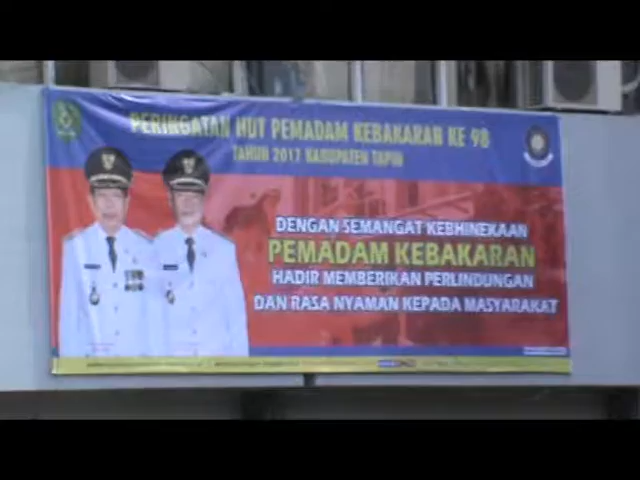 PERINGATAN HUT PEMADAM KEBAKARAN KE 98
TAHUN 2017 KABUPATEN TAPIN
DENGAN SEMANGAT KEBHINEKAAN
PEMADAM KEBAKARAN
HADIR MEMBERIKAN PERLINDUNGAN
DAN RASA NYAMAN KEPADA MASYARAKAT